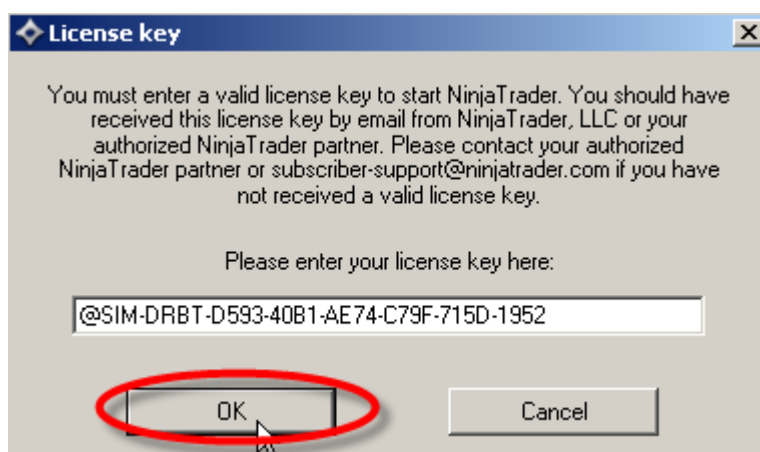 License key
You must enter a valid license key to start NinjaTrader. You should have
received this license key by email from NinjaTrader, LLC or your
authorized NinjaTrader partner. Please contact your authorized
NinjaTrader partner or subscriber-support@ninjatrader.com if you have
not received a valid license key.
Please enter your license key here:
@SIM-DRBT-D593-40B1-AE74-C79F-715D-1952
OK
Cancel